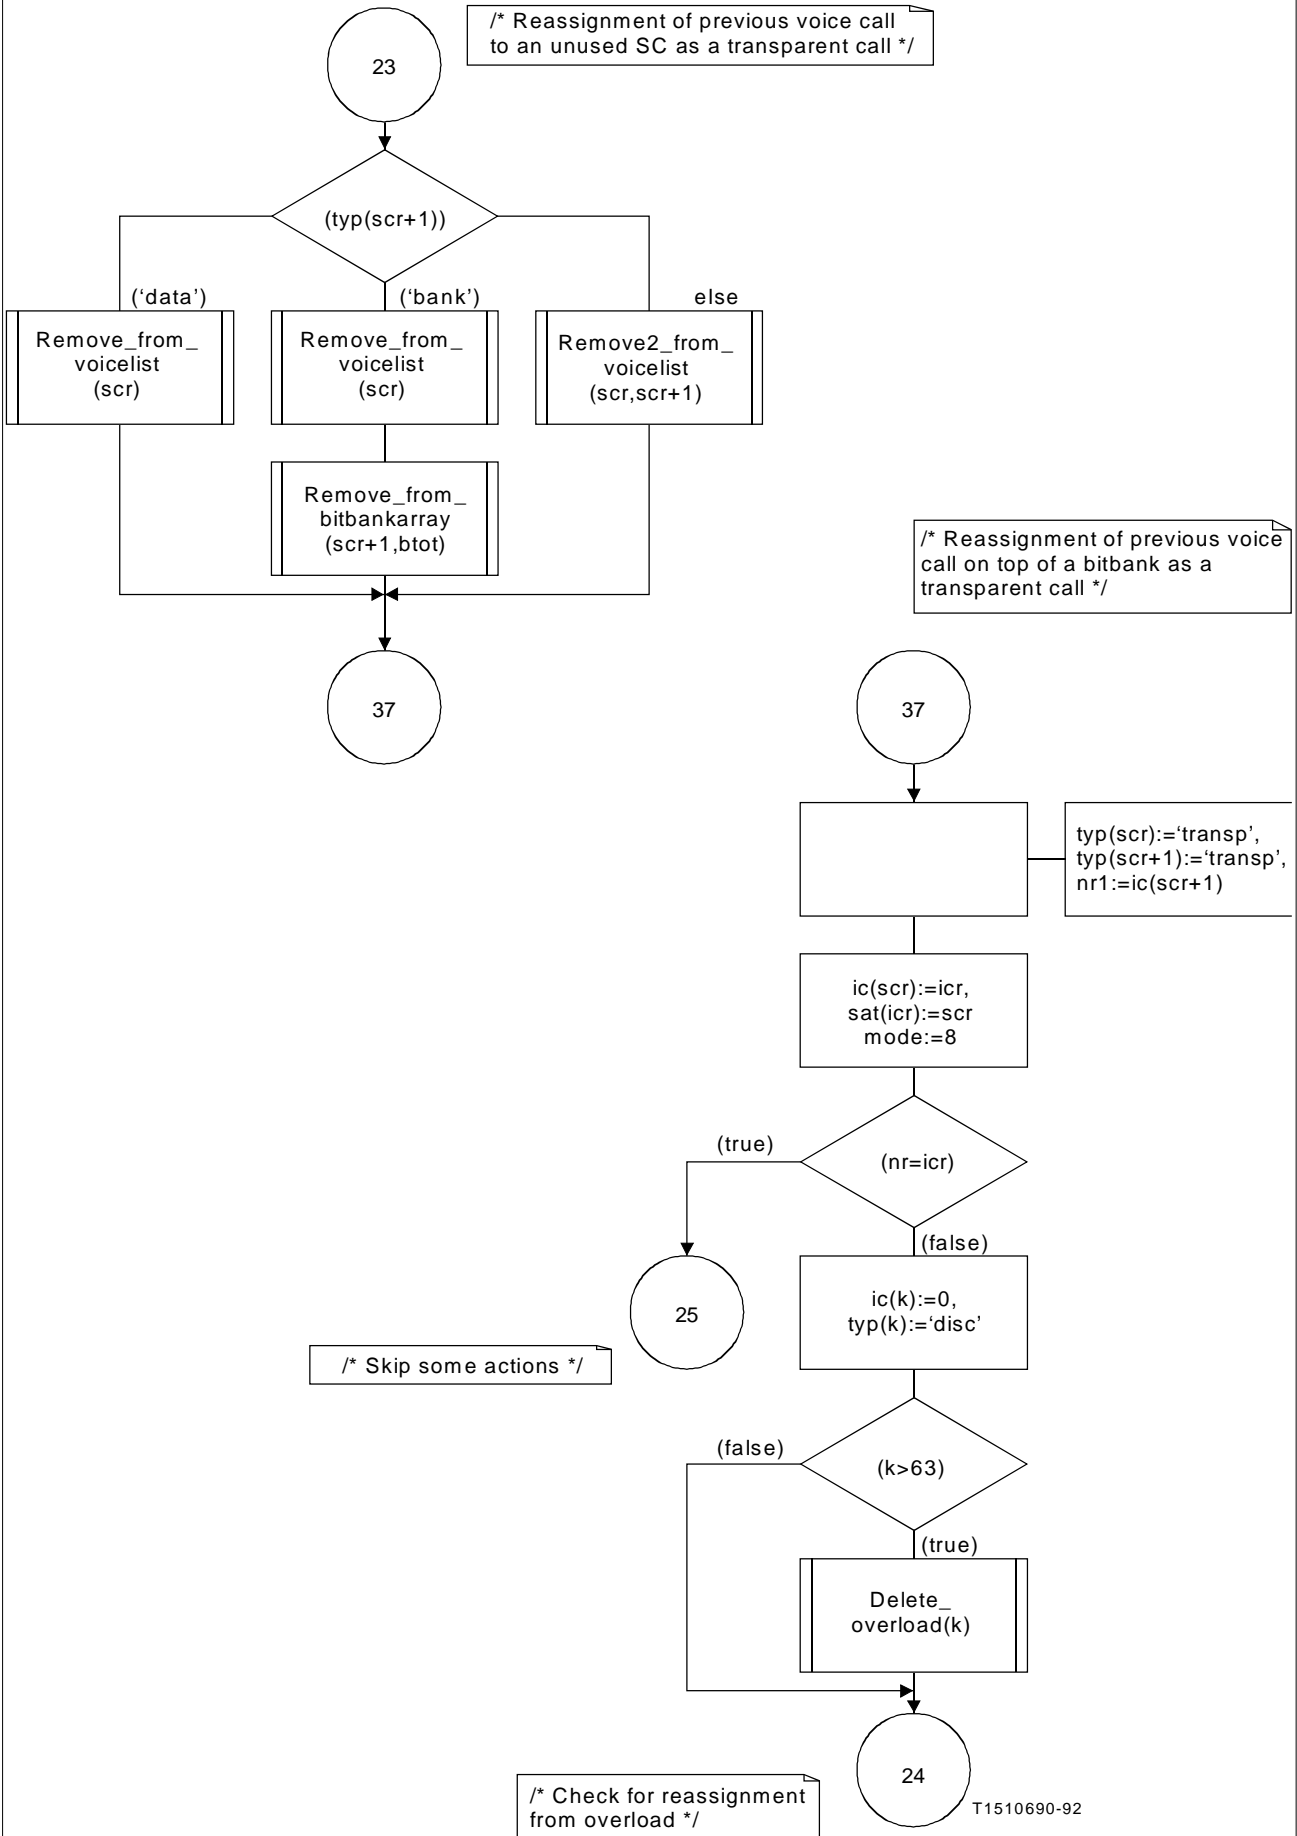 /* Reassignment of previous voice call
to an unused SC as a transparent call */
23
(typ(scr+1))
(‘data’)
(‘bank’)
else
Remove_from_
voicelist
(scr)
Remove_from_
voicelist
(scr)
Remove2_from_
voicelist
(scr,scr+1)
Remove_from_
bitbankarray
(scr+1,btot)
/* Reassignment of previous voice
call on top of a bitbank as a
transparent call */
37
37
typ(scr):=‘transp’,
typ(scr+1):=‘transp’,
nr1:=ic(scr+1)
ic(scr):=icr,
sat(icr):=scr
mode:=8
(true)
(nr=icr)
(false)
25
ic(k):=0,
typ(k):=‘disc’
/* Skip some actions */
(false)
(k>63)
(true)
Delete_
overload(k)
24
/* Check for reassignment
from overload */
T1510690-92